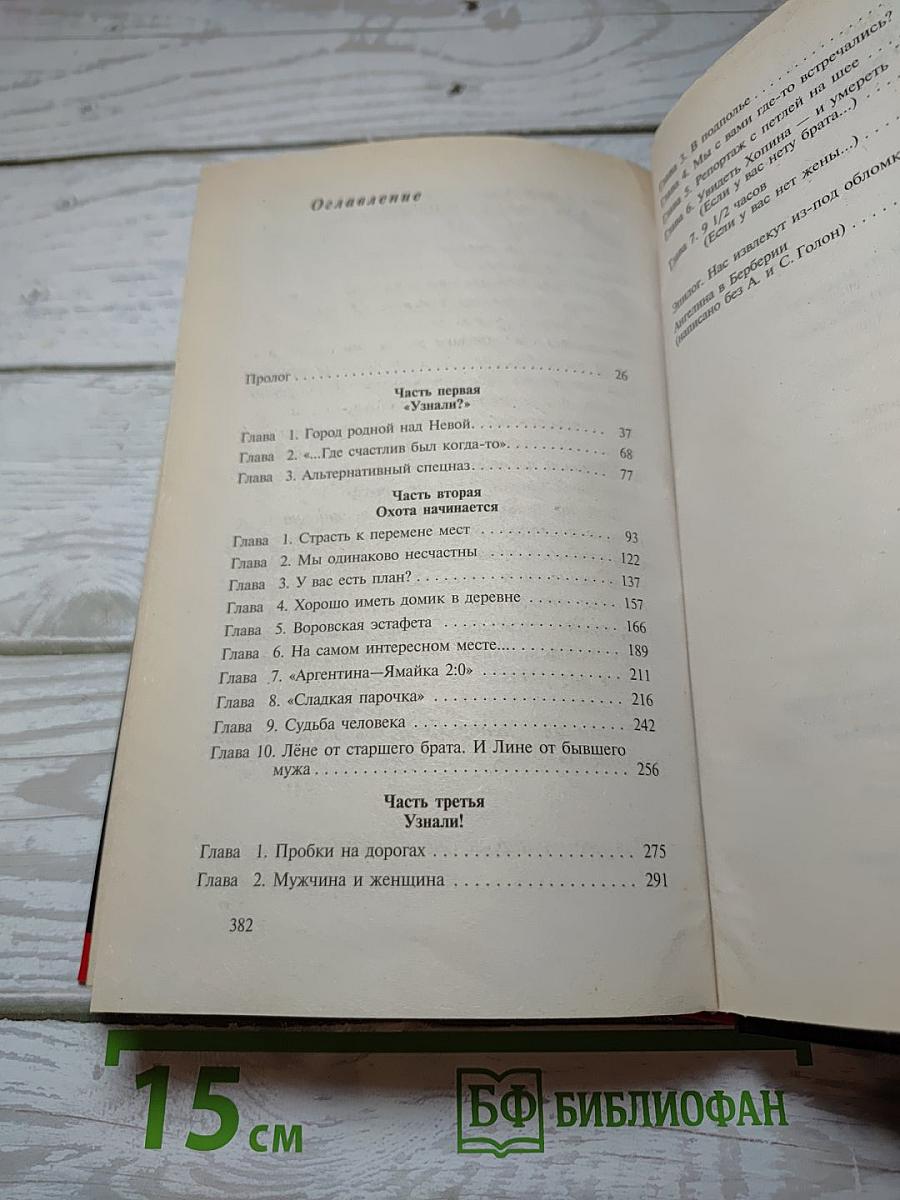 Оглавление
Пролог . . . . . . . . . . . . . . . . . . . . . . . . . . . . . . 26
Часть первая
«Узнали?»
Глава 1. Город родной над Невой. . . . . . . . . . . . . . . 37
Глава 2. «...Где счастлив был когда-то». . . . . . . . . . . 68
Глава 3. Альтернативный спецназ. . . . . . . . . . . . . . . 77
Часть вторая
Охота начинается
Глава 1. Страсть к перемене мест . . . . . . . . . . . . . . 93
Глава 2. Мы одинаково несчастны . . . . . . . . . . . . . 122
Глава 3. У вас есть план? . . . . . . . . . . . . . . . . . . 137
Глава 4. Хорошо иметь домик в деревне . . . . . . . . . . 157
Глава 5. Воровская эстафета . . . . . . . . . . . . . . . . 166
Глава 6. На самом интересном месте... . . . . . . . . . . . 189
Глава 7. «Аргентина—Ямайка 2:0» . . . . . . . . . . . . . 211
Глава 8. «Сладкая парочка» . . . . . . . . . . . . . . . . 216
Глава 9. Судьба человека . . . . . . . . . . . . . . . . . . 242
Глава 10. Лёне от старшего брата. И Лине от бывшего
мужа . . . . . . . . . . . . . . . . . . . . . . . . . . 256
Часть третья
Узнали!
Глава 1. Пробки на дорогах . . . . . . . . . . . . . . . . . 275
Глава 2. Мужчина и женщина . . . . . . . . . . . . . . . 291
382
Глава 3. В подполье . . . . . . . . . . .
Глава 4. Мы с вами где-то встречались?
Глава 5. Репортаж с петлей на шее . . .
Глава 6. Увидеть Хопина — и умереть
(Если у вас нету брата...) . . . .
Глава 7. 9 1/2 часов
(Если у вас нет жены...) . . . .
Эпилог. Нас извлекут из-под обломк
Ангелина в Берберии
(написано без А. и С. Голон) . . . .
15 см
БФ БИБЛИОФАН